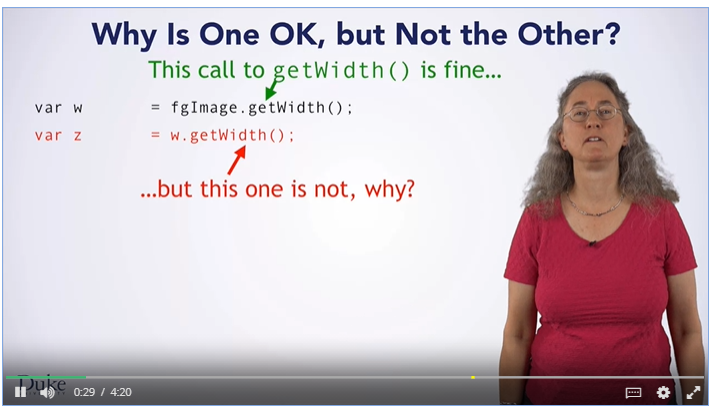 Why Is One OK, but Not the Other?
This call to getWidth() is fine…
var w = fgImage.getWidth();
var z = w.getWidth();
…but this one is not, why?
Duke
0:29 / 4:20